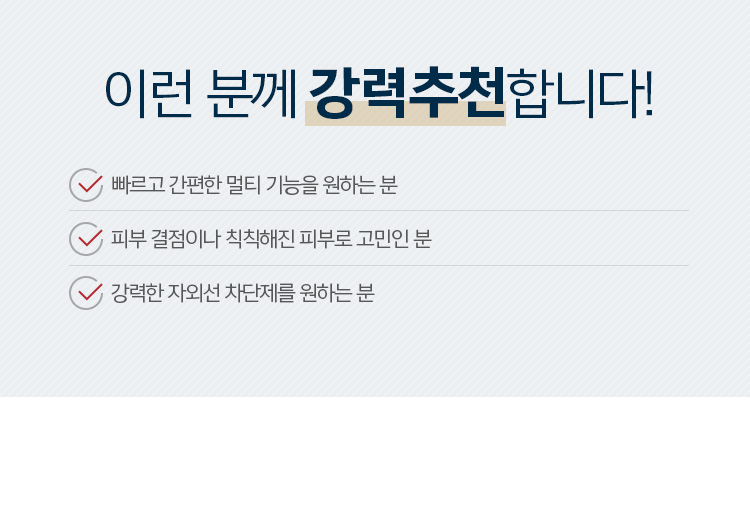 이런 분께 강력추천합니다!
빠르고 간편한 멀티 기능을 원하는 분
피부 결점이나 칙칙해진 피부로 고민인 분
강력한 자외선 차단제를 원하는 분